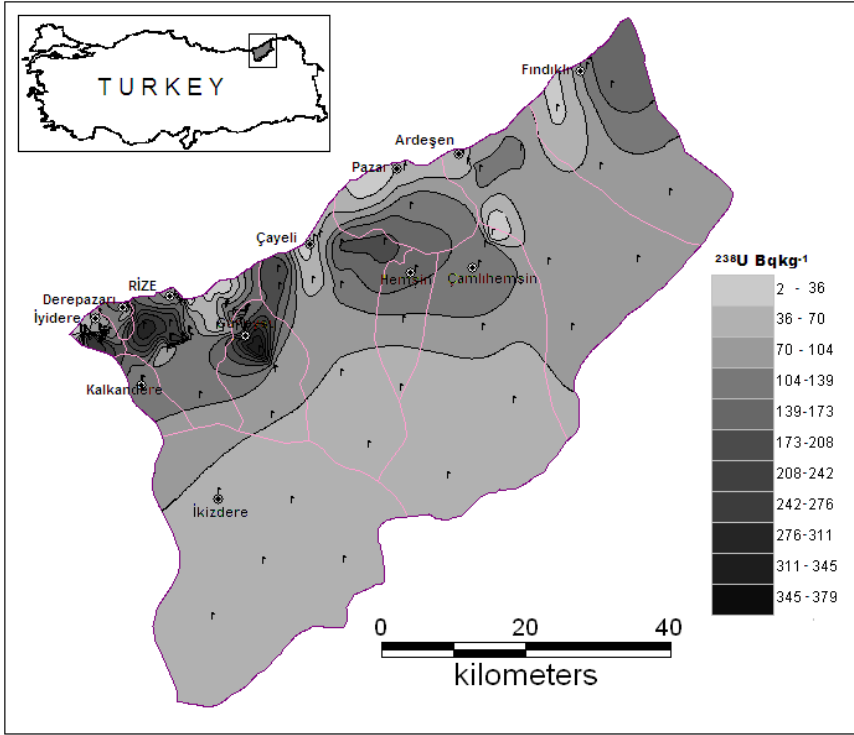 TURKEY
Fındıklı
Ardeşen
Pazar
Çayeli
Hemşin
Çamlıhemşin
RİZE
Derepazarı
İyidere
Kalkandere
İkizdere
²³⁸U Bqkg⁻¹
2 - 36
36 - 70
70 - 104
104-139
139-173
173-208
208-242
242-276
276-311
311-345
345-379
0 20 40
kilometers